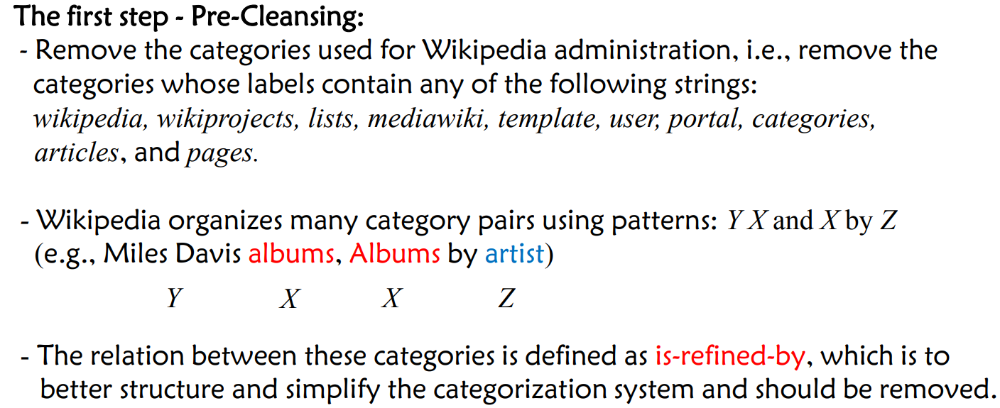 The first step - Pre-Cleansing:
- Remove the categories used for Wikipedia administration, i.e., remove the
categories whose labels contain any of the following strings:
wikipedia, wikiprojects, lists, mediawiki, template, user, portal, categories,
articles, and pages.
- Wikipedia organizes many category pairs using patterns: Y X and X by Z
(e.g., Miles Davis albums, Albums by artist)
Y X X Z
- The relation between these categories is defined as is-refined-by, which is to
better structure and simplify the categorization system and should be removed.